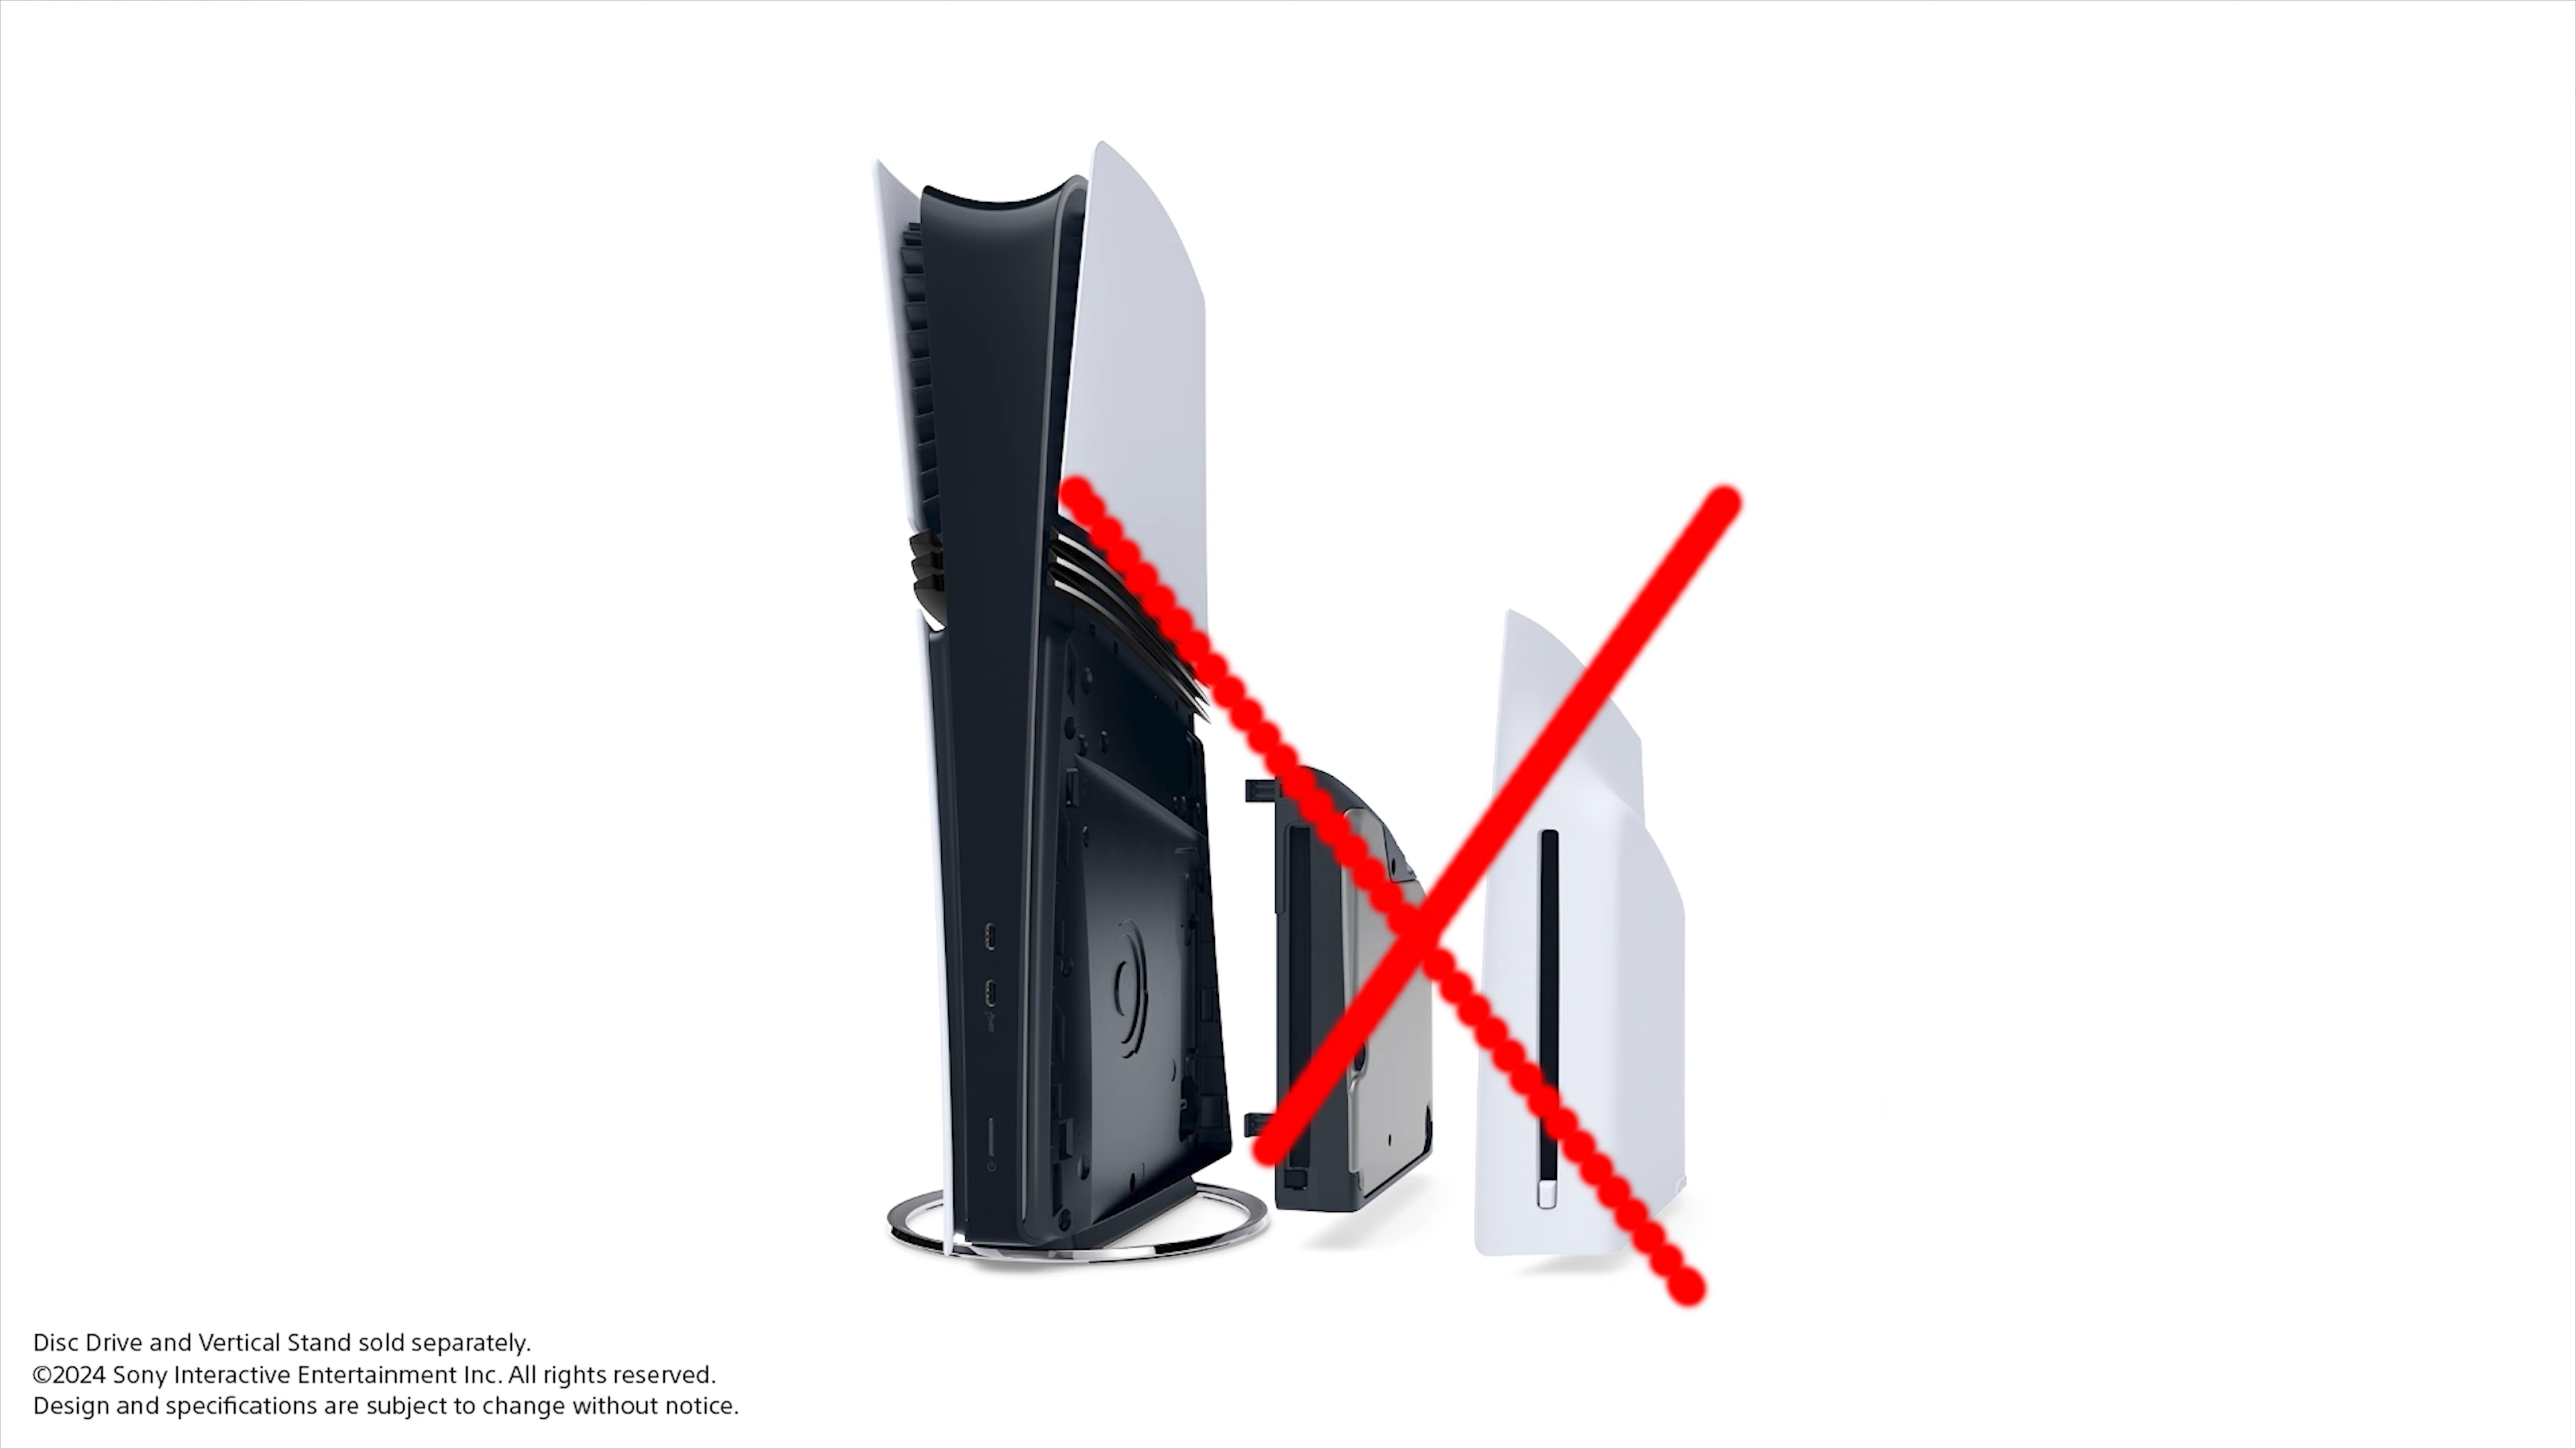 Disc Drive and Vertical Stand sold separately.
©2024 Sony Interactive Entertainment Inc. All rights reserved.
Design and specifications are subject to change without notice.